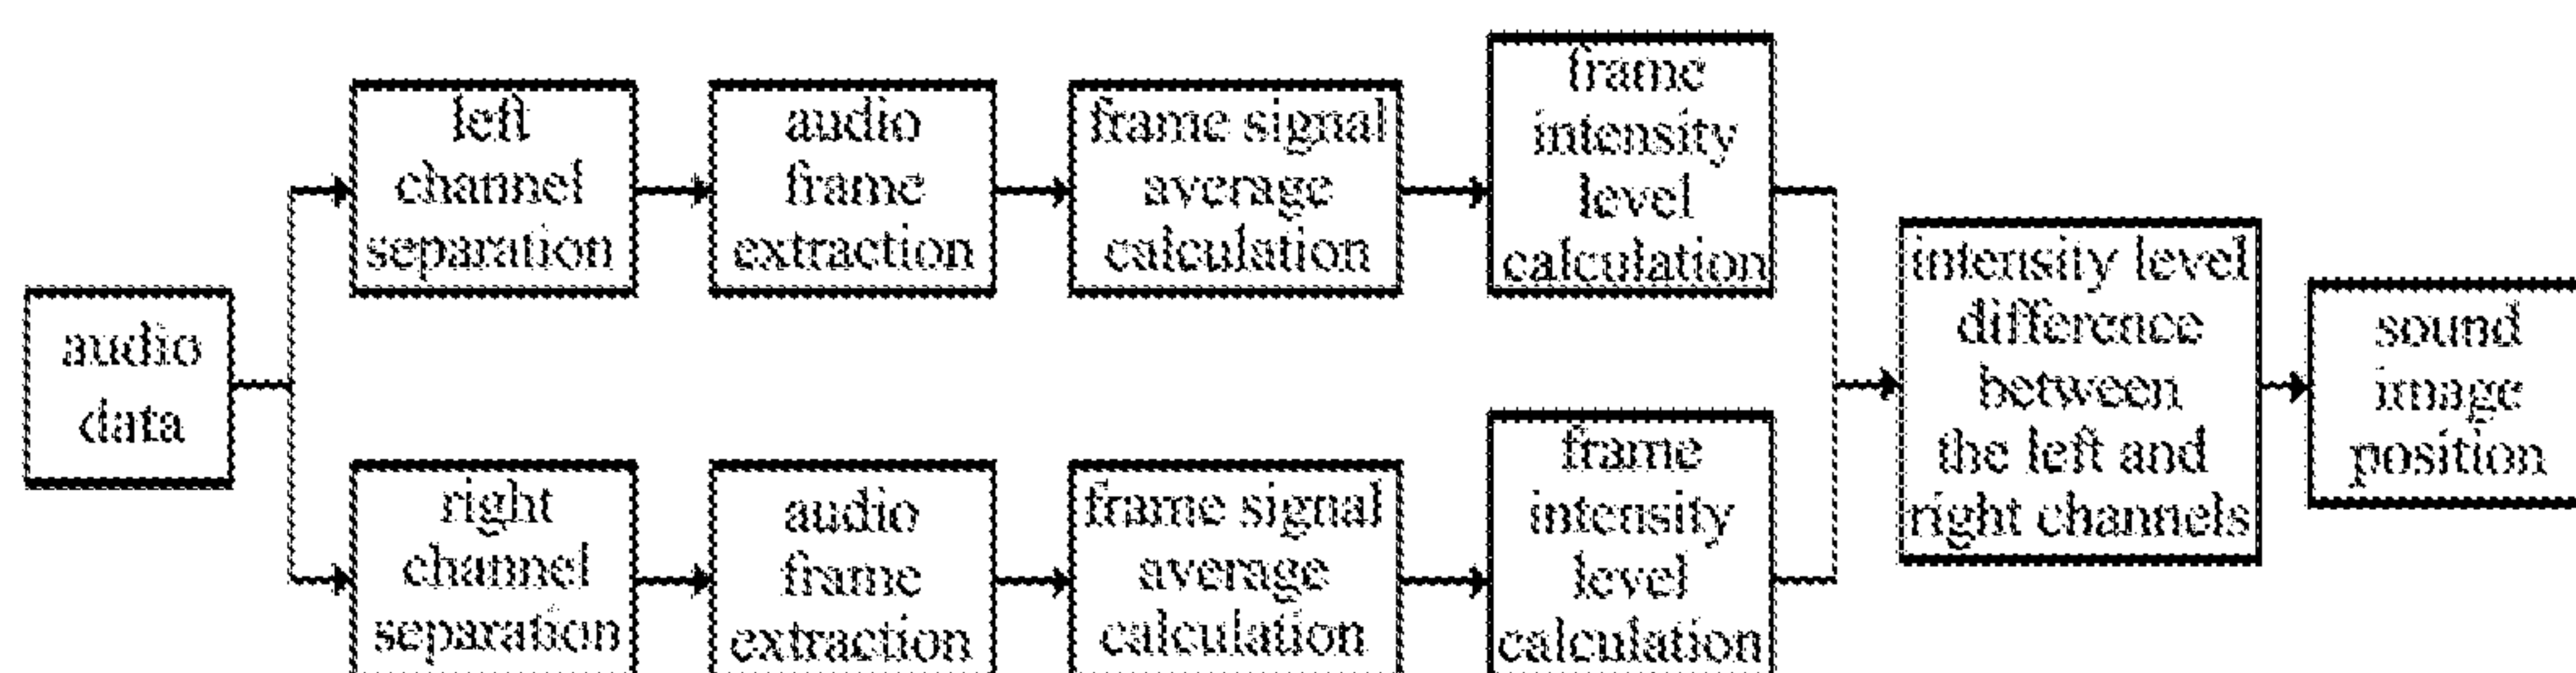 audio
data
left
channel
separation
audio
frame
extraction
frame signal
average
calculation
frame
intensity
level
calculation
right
channel
separation
audio
frame
extraction
frame signal
average
calculation
frame
intensity
level
calculation
intensity level
difference
between
the left and
right channels
sound
image
position